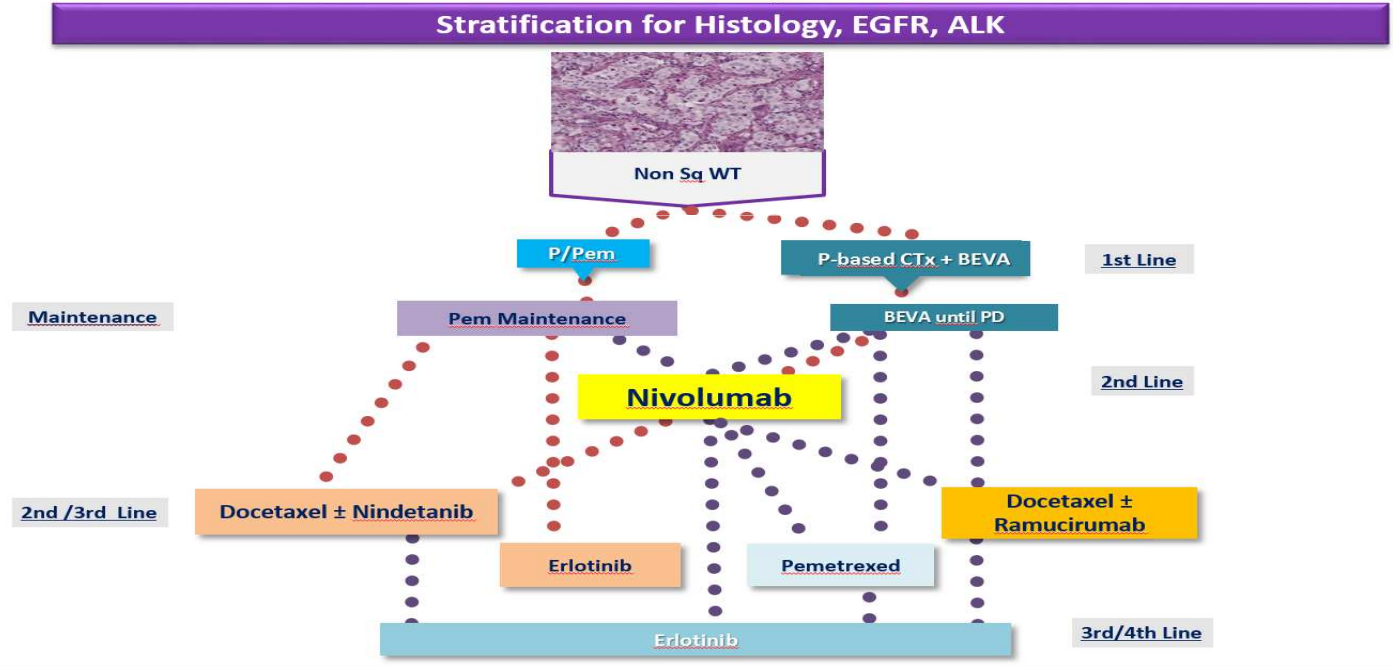 Stratification for Histology, EGFR, ALK
Non Sq WT
P/Pem
P-based CTx + BEVA
1st Line
Maintenance
Pem Maintenance
BEVA until PD
Nivolumab
2nd Line
2nd /3rd  Line
Docetaxel ± Nindetanib
Docetaxel ±
Ramucirumab
Erlotinib
Pemetrexed
Erlotinib
3rd/4th Line